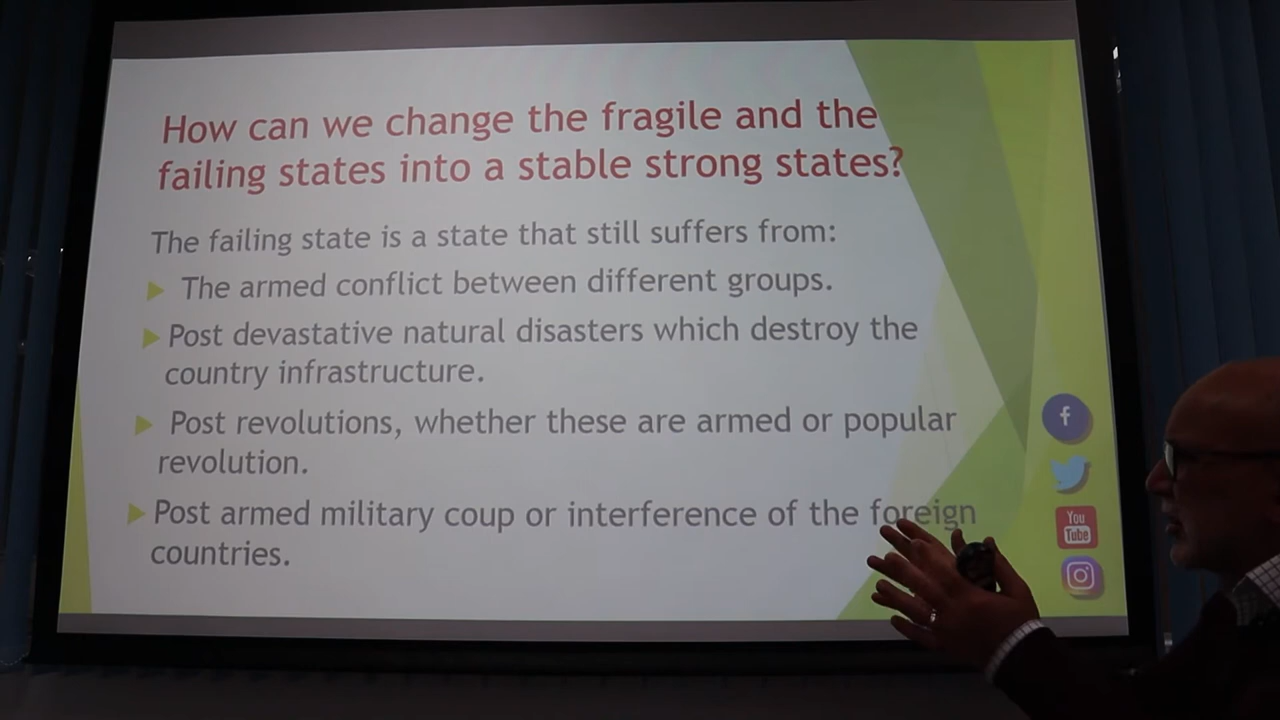 How can we change the fragile and the
failing states into a stable strong states?
The failing state is a state that still suffers from:
The armed conflict between different groups.
Post devastative natural disasters which destroy the
country infrastructure.
Post revolutions, whether these are armed or popular
revolution.
Post armed military coup or interference of the foreign
countries.
f
You
Tube